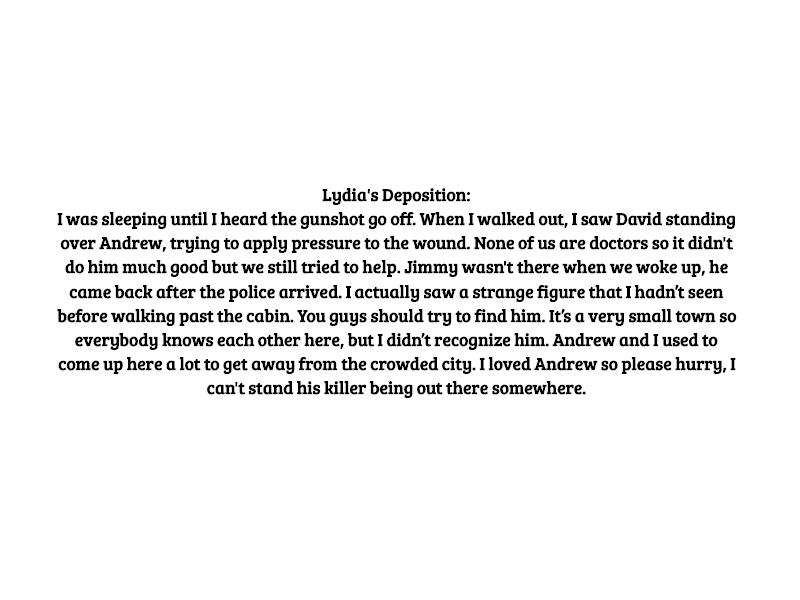 Lydia's Deposition:
I was sleeping until I heard the gunshot go off. When I walked out, I saw David standing
over Andrew, trying to apply pressure to the wound. None of us are doctors so it didn't
do him much good but we still tried to help. Jimmy wasn't there when we woke up, he
came back after the police arrived. I actually saw a strange figure that I hadn’t seen
before walking past the cabin. You guys should try to find him. It’s a very small town so
everybody knows each other here, but I didn’t recognize him. Andrew and I used to
come up here a lot to get away from the crowded city. I loved Andrew so please hurry, I
can't stand his killer being out there somewhere.